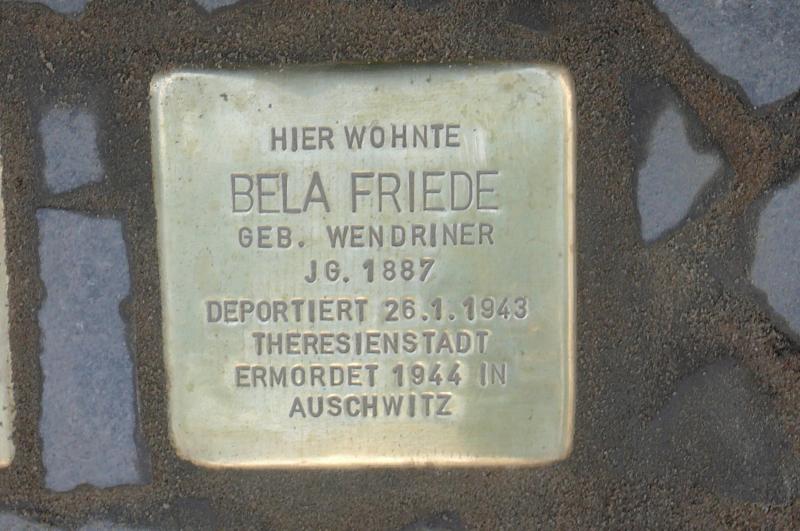 HIER WOHNTE
BELA FRIEDE
GEB. WENDRINER
JG. 1887
DEPORTIERT 26.1.1943
THERESIENSTADT
ERMORDET 1944 IN
AUSCHWITZ